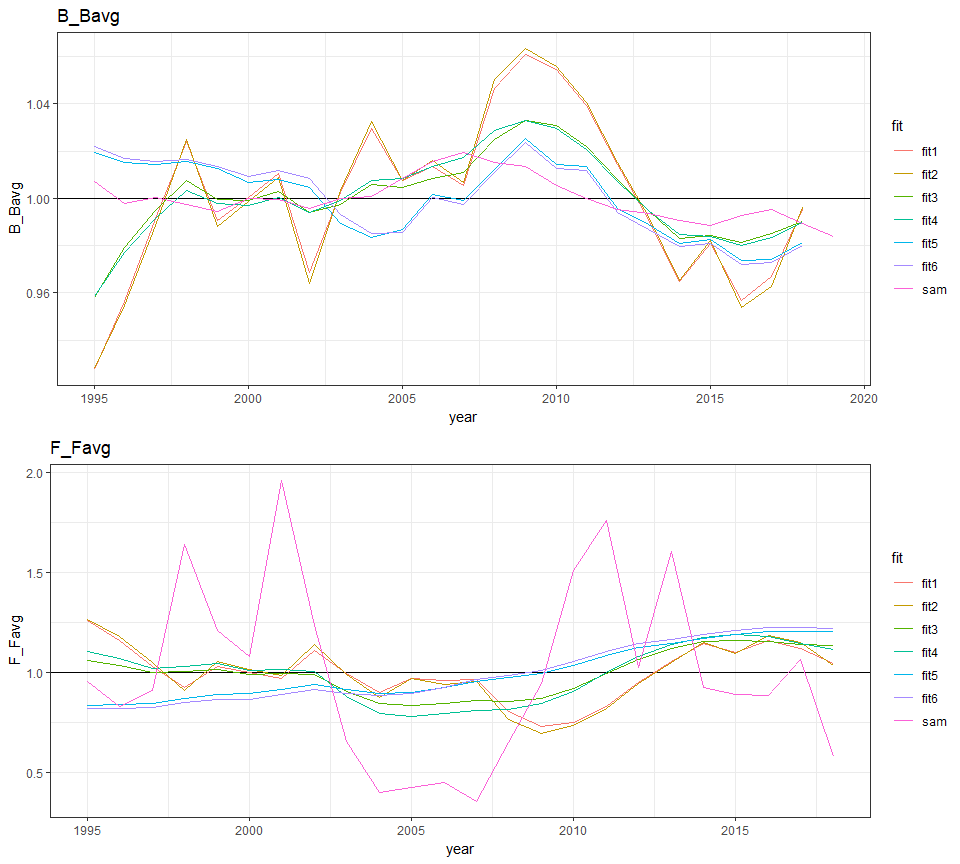 B_Bavg
1.04
1.00
0.96
B_Bavg
1995
2000
2005
2010
2015
2020
year
fit
fit1
fit2
fit3
fit4
fit5
fit6
sam
F_Favg
2.0
1.5
1.0
0.5
F_Favg
1995
2000
2005
2010
2015
year
fit
fit1
fit2
fit3
fit4
fit5
fit6
sam